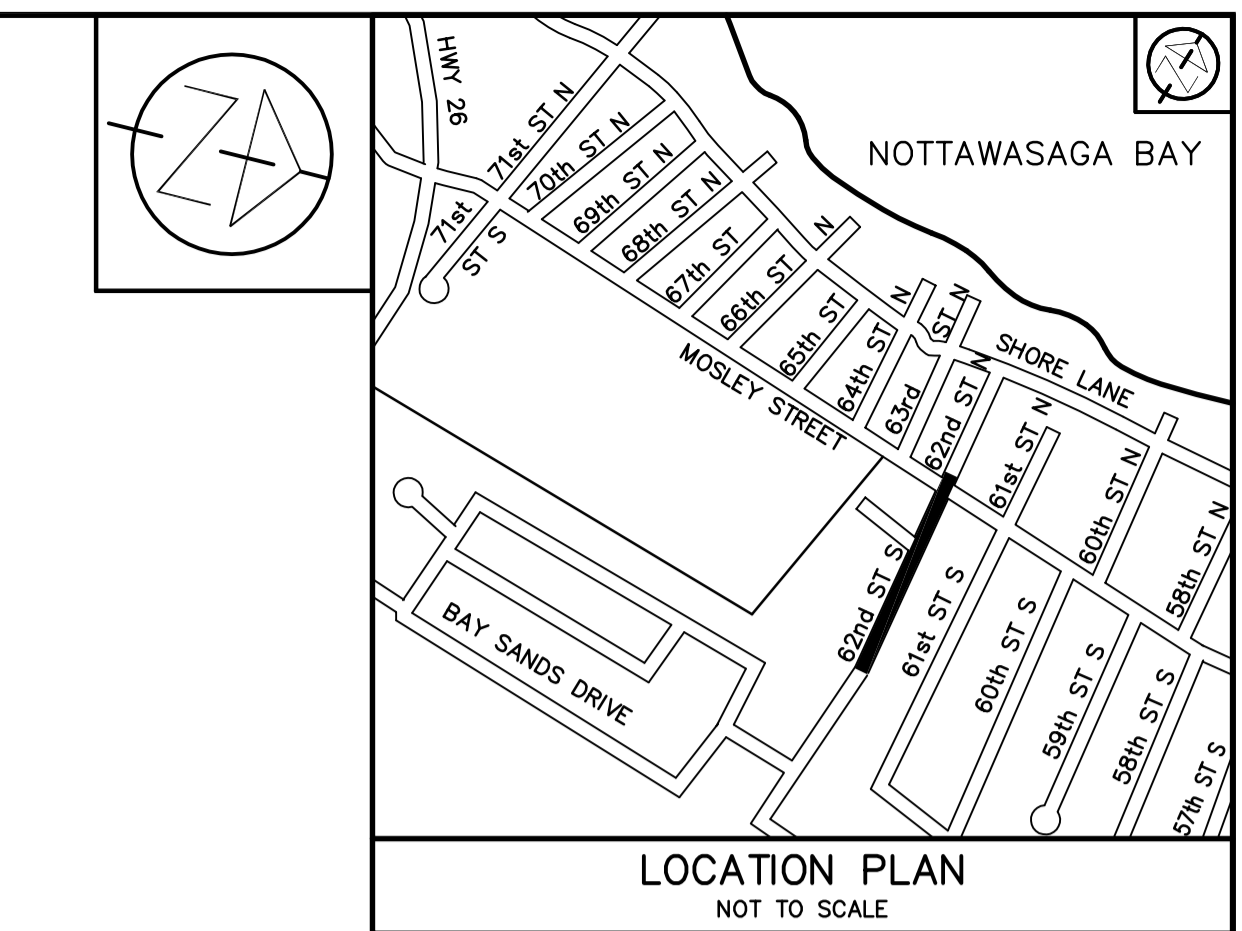 HWY 26
71st ST N
70th ST N
69th ST N
68th ST N
67th ST
N
66th ST
N
65th ST
N
64th ST
N
63rd
ST N
62nd ST N
61st ST N
60th ST N
58th ST N
NOTTAWASAGA BAY
SHORE LANE
MOSLEY STREET
71st
ST S
62nd ST S
61st ST S
60th ST S
59th ST S
58th ST S
57th ST S
BAY SANDS DRIVE
LOCATION PLAN
NOT TO SCALE